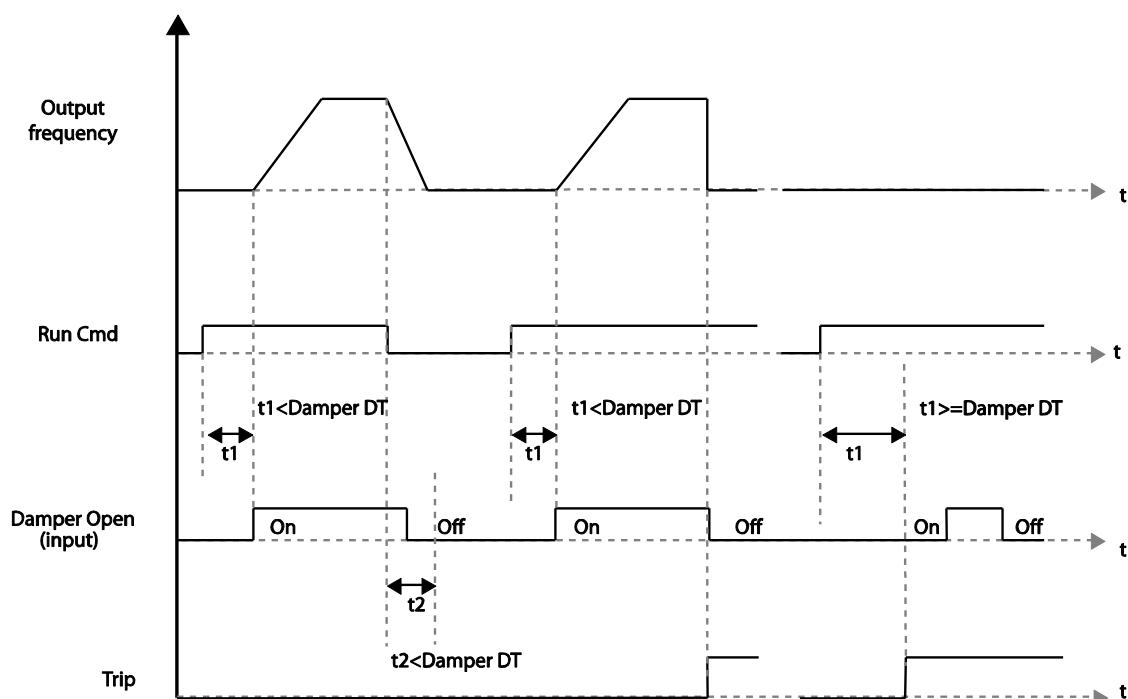 Output
frequency
t
Run Cmd
t
t1<Damper DT
t1<Damper DT
t1>=Damper DT
t1
t1
t1
Damper Open
(input)
On
Off
On
Off
On
Off
t
t2
t2<Damper DT
Trip
t